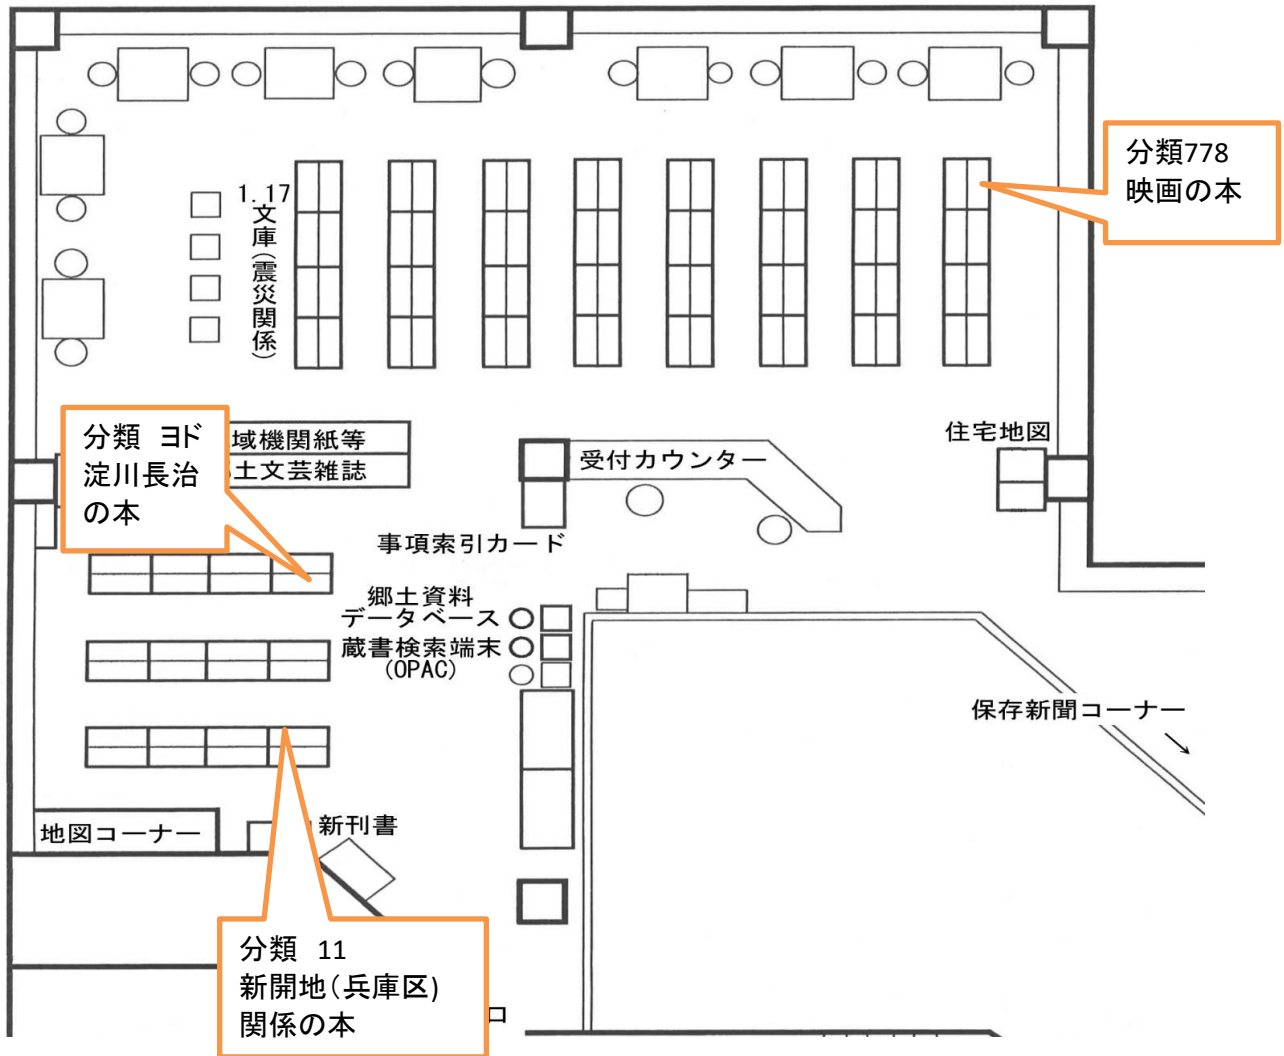 分類778
映画の本
1.17
文庫(震災関係)
住宅地図
分類 ヨド
淀川長治
の本
域機関紙等
土文芸雑誌
受付カウンター
事項索引カード
郷土資料
データベース
蔵書検索端末
(OPAC)
保存新聞コーナー
地図コーナー
新刊書
分類 11
新開地(兵庫区)
関係の本
口